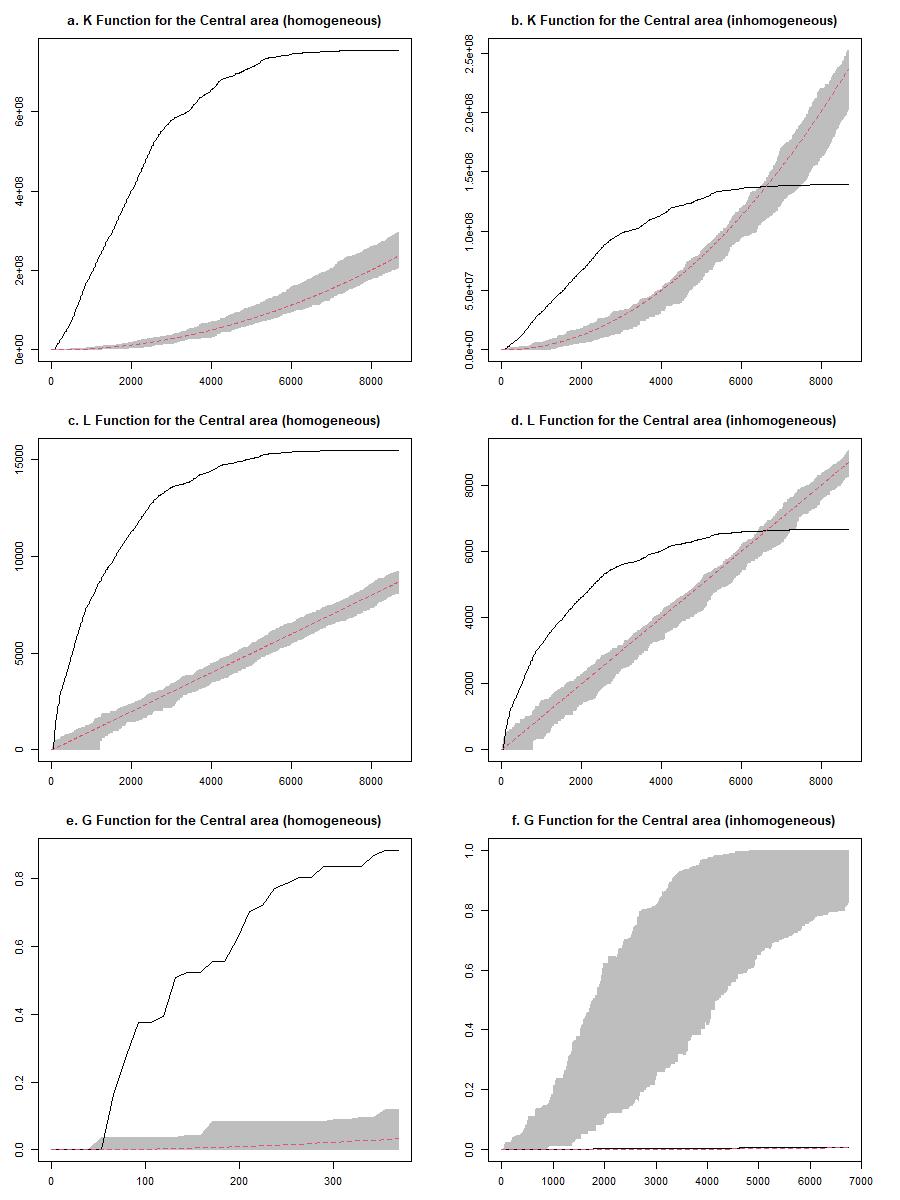 a. K Function for the Central area (homogeneous)
0e+00 2e+08 4e+08 6e+08
0 2000 4000 6000 8000
b. K Function for the Central area (inhomogeneous)
0.0e+00 5.0e+07 1.0e+08 1.5e+08 2.0e+08 2.5e+08
0 2000 4000 6000 8000
c. L Function for the Central area (homogeneous)
0 5000 10000 15000
0 2000 4000 6000 8000
d. L Function for the Central area (inhomogeneous)
0 2000 4000 6000 8000
0 2000 4000 6000 8000
e. G Function for the Central area (homogeneous)
0.0 0.2 0.4 0.6 0.8
0 100 200 300
f. G Function for the Central area (inhomogeneous)
0.0 0.2 0.4 0.6 0.8 1.0
0 1000 2000 3000 4000 5000 6000 7000